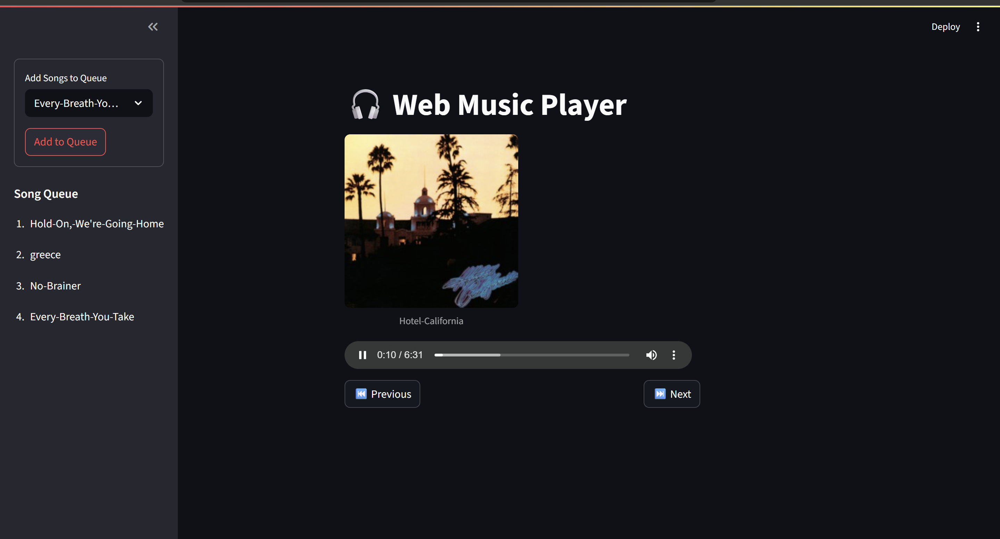 Deploy
Add Songs to Queue
Every-Breath-Yo...
Add to Queue
Song Queue
1. Hold-On,-We're-Going-Home
2. greece
3. No-Brainer
4. Every-Breath-You-Take
Web Music Player
Hotel California
Hotel-California
0:10 / 6:31
Previous
Next